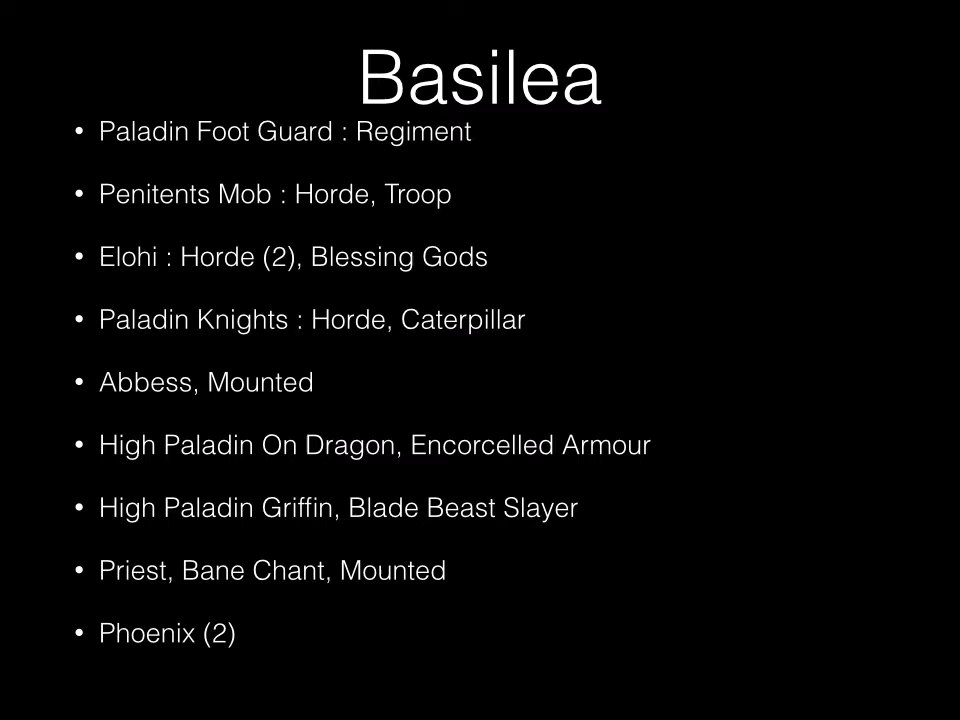 Basilea
• Paladin Foot Guard : Regiment
• Penitents Mob : Horde, Troop
• Elohi : Horde (2), Blessing Gods
• Paladin Knights : Horde, Caterpillar
• Abbess, Mounted
• High Paladin On Dragon, Encorcelled Armour
• High Paladin Griffin, Blade Beast Slayer
• Priest, Bane Chant, Mounted
• Phoenix (2)